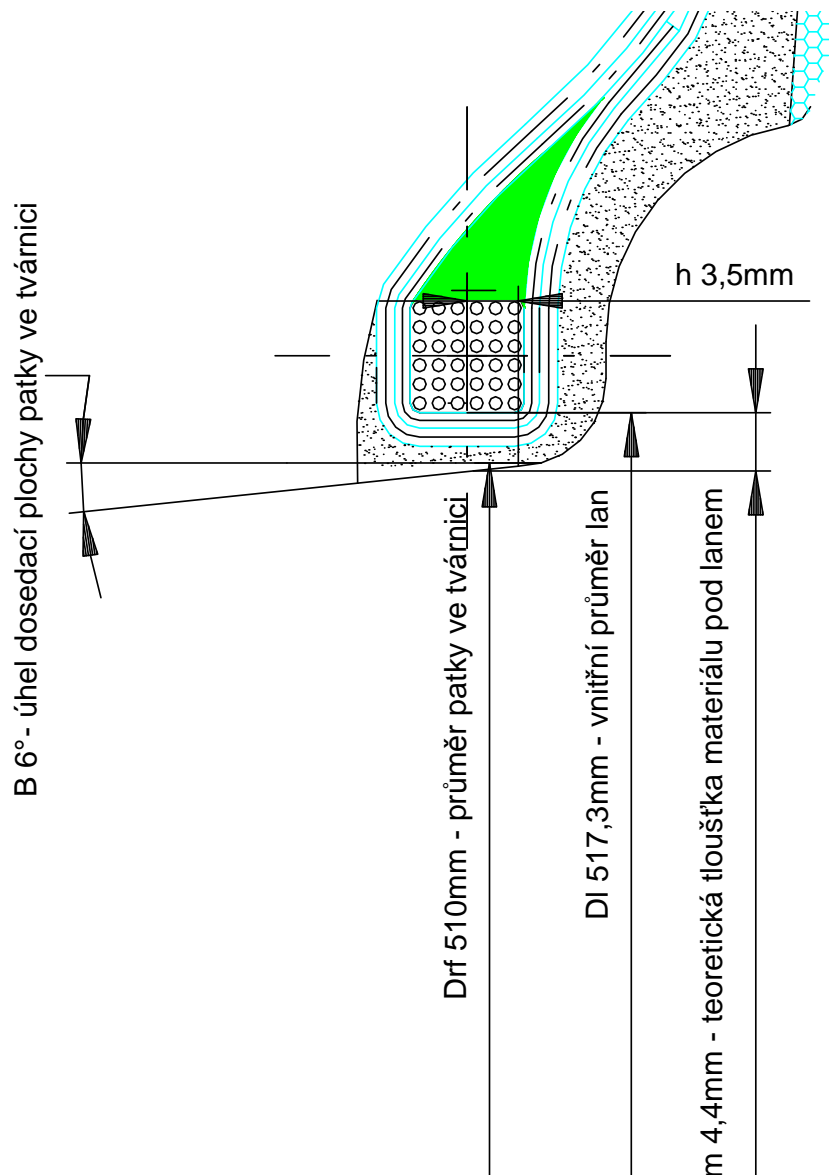 h 3,5mm
B 6°- úhel dosedací plochy patky ve tvárnici
Drf 510mm - průměr patky ve tvárnici
Dl 517,3mm - vnitřní průměr lan
m 4,4mm - teoretická tloušťka materiálu pod lanem